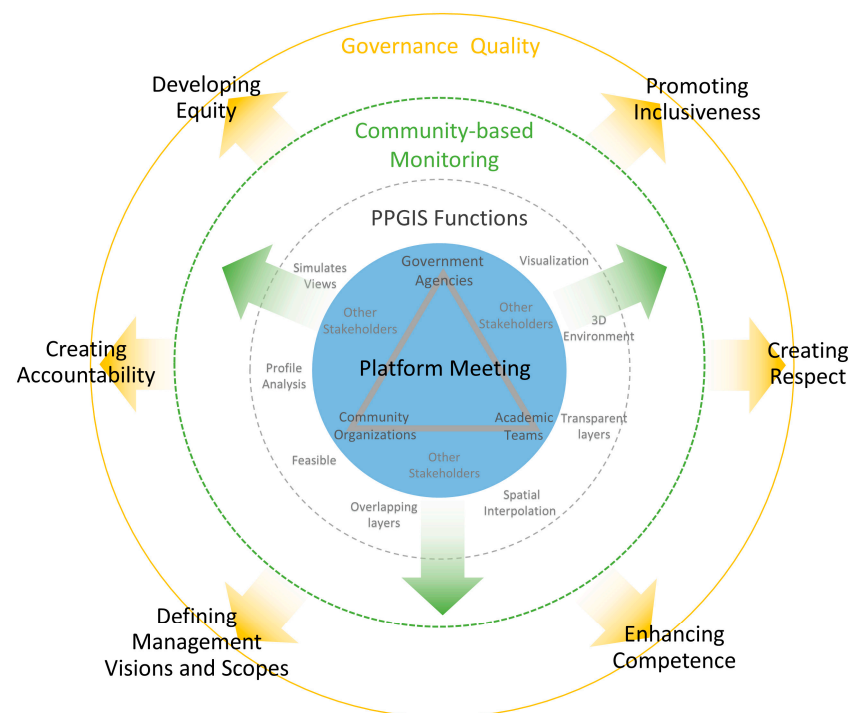 Governance Quality
Developing
Equity
Promoting
Inclusiveness
Community-based
Monitoring
PPGIS Functions
Government
Agencies
Visualization
Simulates
Views
Other
Stakeholders
Other
Stakeholders
3D
Environment
Creating
Accountability
Profile
Analysis
Platform Meeting
Creating
Respect
Community
Organizations
Academic
Teams
Transparent
layers
Feasible
Other
Stakeholders
Overlapping
layers
Spatial
Interpolation
Defining
Management
Visions and Scopes
Enhancing
Competence